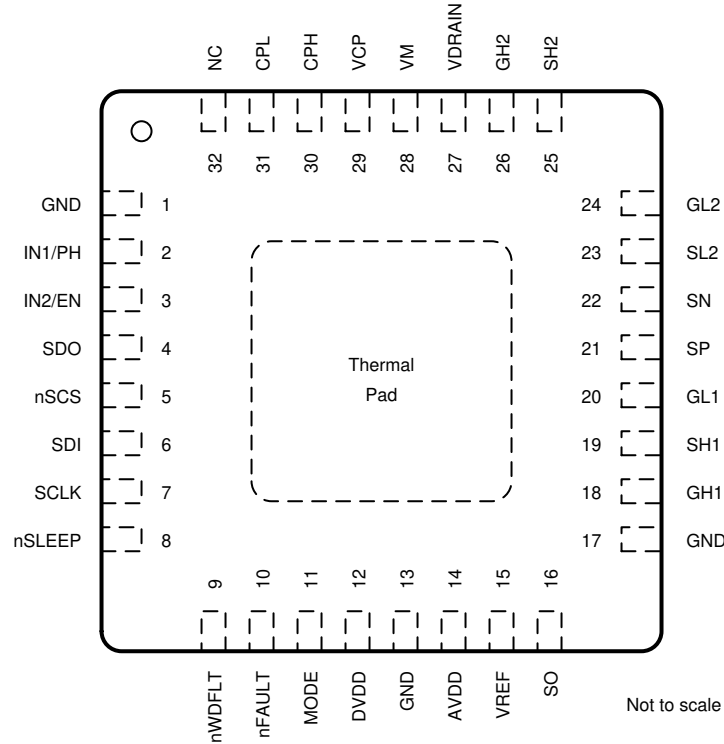 NC CPL CPH VCP VM VDRAIN GH2 SH2
32 31 30 29 28 27 26 25
GND 1 24 GL2
IN1/PH 2 23 SL2
IN2/EN 3 22 SN
SDO 4 21 SP
nSCS 5 20 GL1
SDI 6 19 SH1
SCLK 7 18 GH1
nSLEEP 8 17 GND
Thermal
Pad
9 10 11 12 13 14 15 16
nWDFLT nFAULT MODE DVDD GND AVDD VREF SO
Not to scale